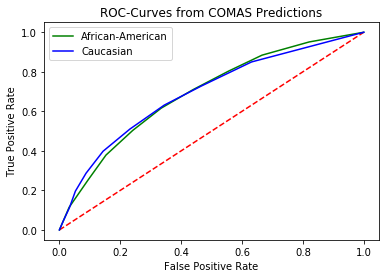 ROC-Curves from COMAS Predictions
African-American
Caucasian
True Positive Rate
1.0
0.8
0.6
0.4
0.2
0.0
0.0 0.2 0.4 0.6 0.8 1.0
False Positive Rate